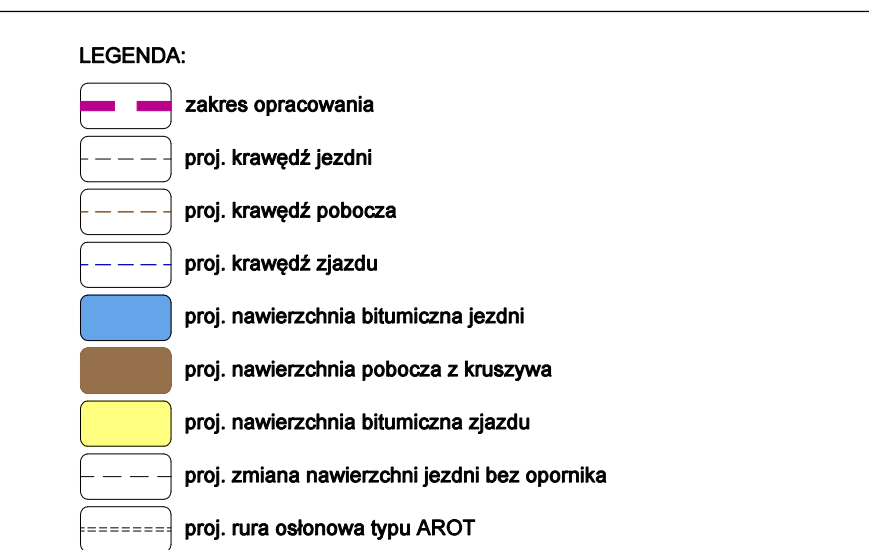 LEGENDA:
zakres opracowania
proj. krawędź jezdni
proj. krawędź pobocza
proj. krawędź zjazdu
proj. nawierzchnia bitumiczna jezdni
proj. nawierzchnia pobocza z kruszywa
proj. nawierzchnia bitumiczna zjazdu
proj. zmiana nawierzchni jezdni bez opornika
proj. rura osłonowa typu AROT